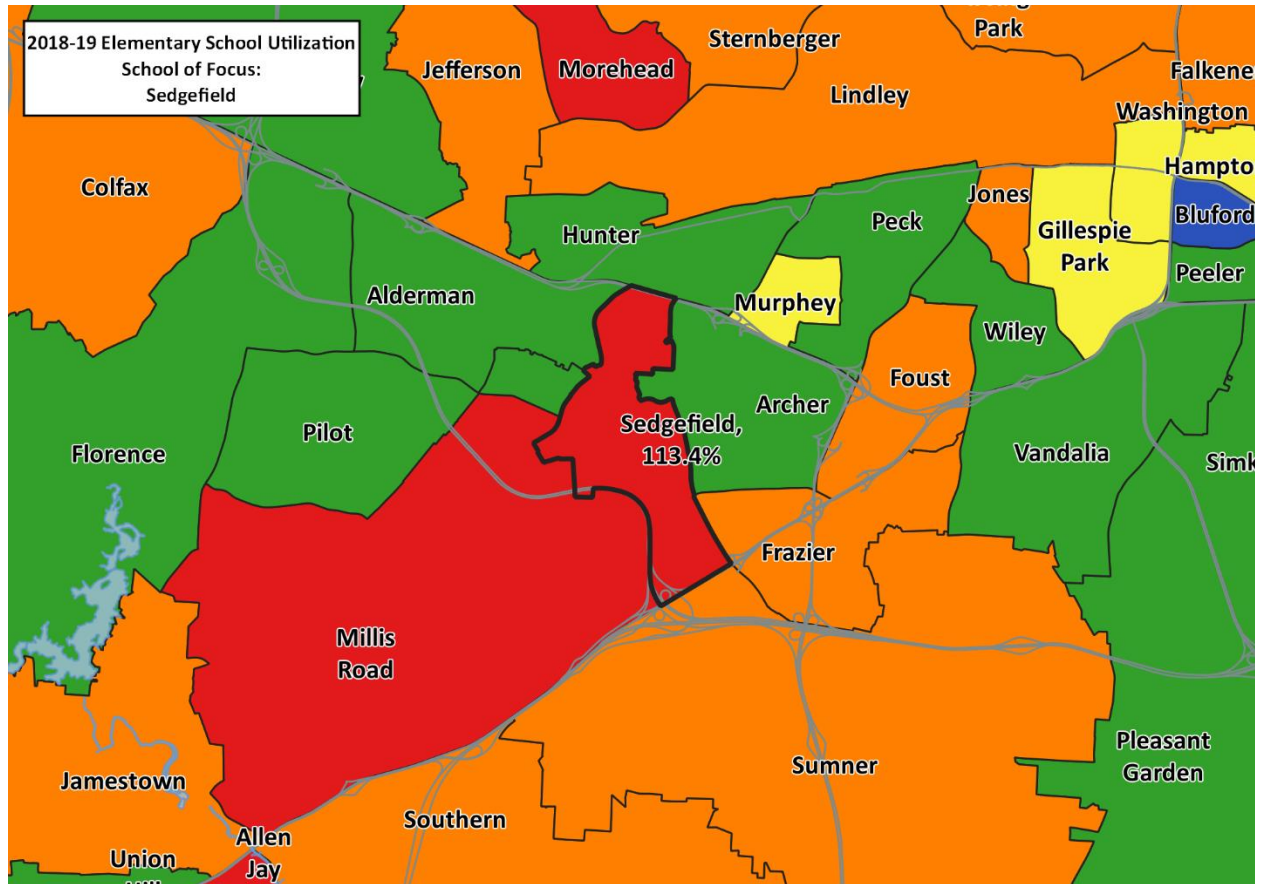 2018-19 Elementary School Utilization
School of Focus:
Sedgefield
Park
Sternberger
Jefferson
Morehead
Falkene
Lindley
Washington
Colfax
Hampto
Jones
Bluford
Peck
Hunter
Gillespie
Park
Peeler
Alderman
Murphey
Wiley
Foust
Archer
Sedgefield,
113.4%
Pilot
Florence
Vandalia
Simk
Frazier
Millis
Road
Pleasant
Garden
Sumner
Jamestown
Southern
Allen
Jay
Union